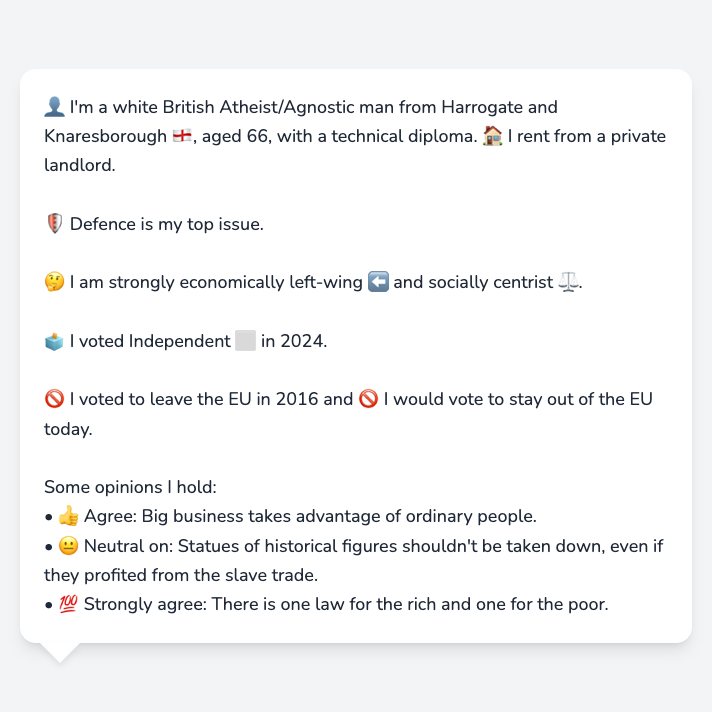 👤 I'm a white British Atheist/Agnostic man from Harrogate and
Knaresborough 🏴󠁧󠁢󠁥󠁮󠁧󠁿, aged 66, with a technical diploma. 🏠 I rent from a private
landlord.
🛡️ Defence is my top issue.
🤔 I am strongly economically left-wing ⬅️ and socially centrist ⚖️.
🗳️ I voted Independent ⬜ in 2024.
🚫 I voted to leave the EU in 2016 and 🚫 I would vote to stay out of the EU
today.
Some opinions I hold:
• 👍 Agree: Big business takes advantage of ordinary people.
• 😐 Neutral on: Statues of historical figures shouldn't be taken down, even if
they profited from the slave trade.
• 💯 Strongly agree: There is one law for the rich and one for the poor.